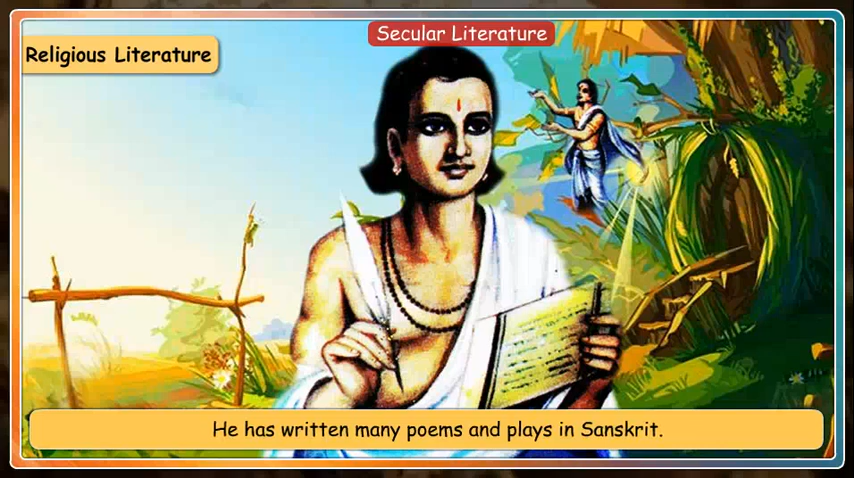 Secular Literature
Religious Literature
He has written many poems and plays in Sanskrit.